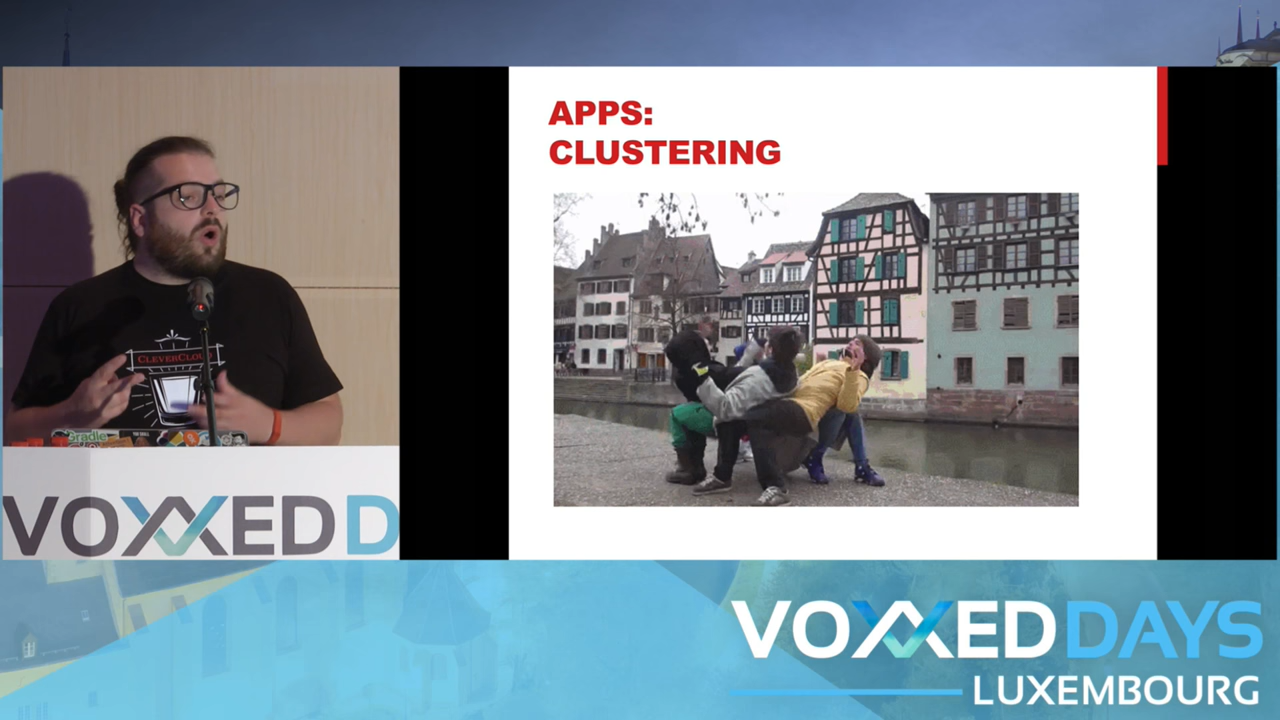 APPS:
CLUSTERING
CLEVERCLOUD
Gradle
VOXXED D
VOXXED DAYS
LUXEMBOURG